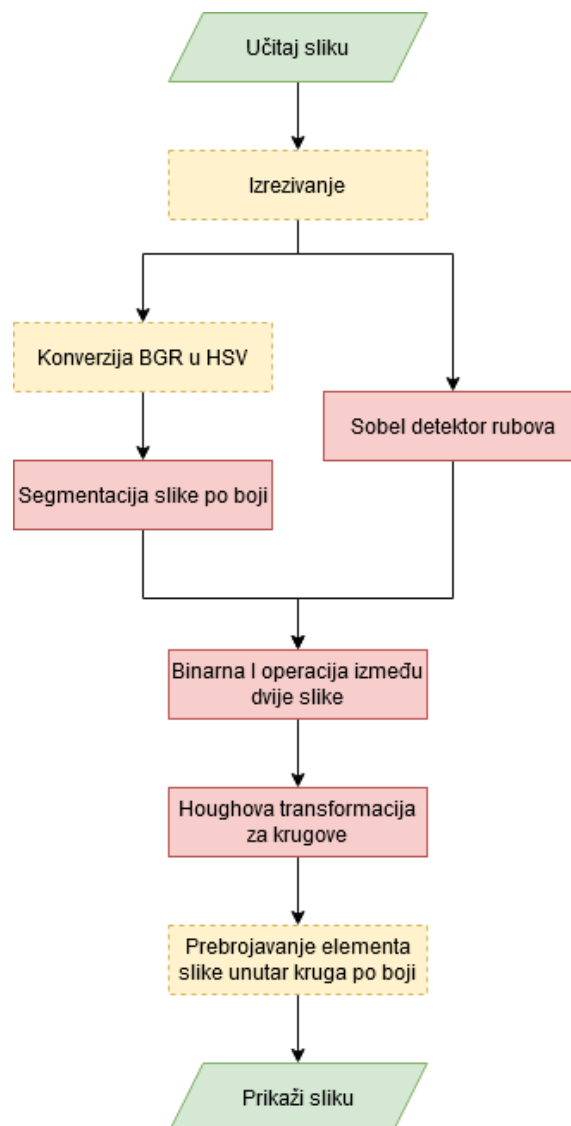 Učitaj sliku
Izrezivanje
Konverzija BGR u HSV
Sobel detektor rubova
Segmentacija slike po boji
Binarna I operacija između
dvije slike
Houghova transformacija
za krugove
Prebrojavanje elementa
slike unutar kruga po boji
Prikaži sliku